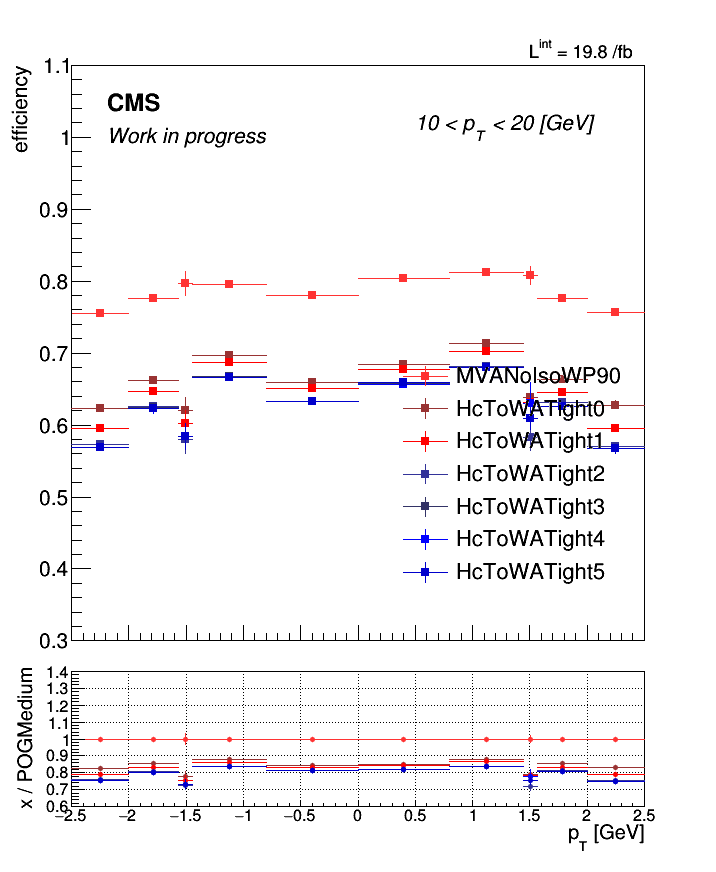 L^int = 19.8 /fb
efficiency
1.1
CMS
Work in progress
10 < p_T < 20 [GeV]
1
0.9
0.8
0.7
0.6
0.5
0.4
0.3
MVANoIsoWP90
HcToWATight0
HcToWATight1
HcToWATight2
HcToWATight3
HcToWATight4
HcToWATight5
x / POGMedium
1.4
1.3
1.2
1.1
1
0.9
0.8
0.7
0.6
−2.5 −2 −1.5 −1 −0.5 0 0.5 1 1.5 2 2.5
p_T [GeV]